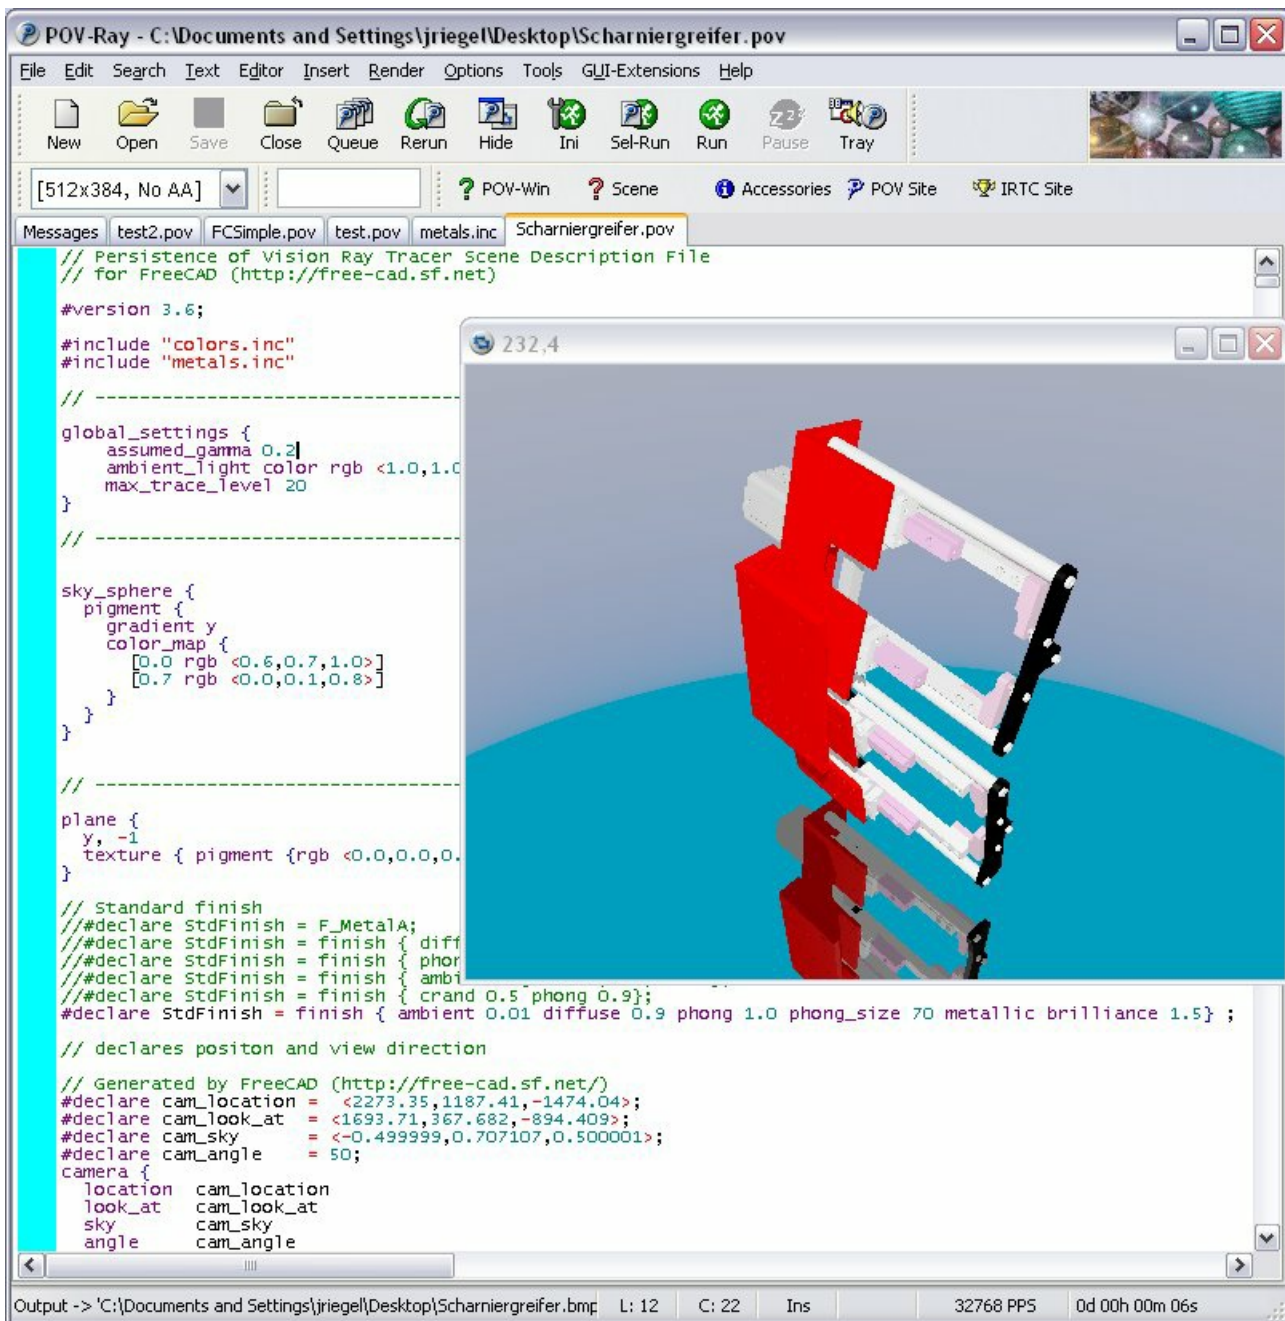 POV-Ray - C:\Documents and Settings\jriegel\Desktop\Scharniergreifer.pov
File Edit Search Text Editor Insert Render Options Tools GUI-Extensions Help
New Open Save Close Queue Rerun Hide Ini Sel-Run Run Pause Tray
[512x384, No AA] POV-Win Scene Accessories POV Site IRTC Site
Messages test2.pov FCSimple.pov test.pov metals.inc Scharniergreifer.pov
// Persistence of Vision Ray Tracer Scene Description File
// for FreeCAD (http://free-cad.sf.net)
#version 3.6;
#include "colors.inc"
#include "metals.inc"
232,4
// ----------------------------------
global_settings {
assumed_gamma 0.2
ambient_light color rgb <1.0,1.0
max_trace_level 20
}
// ----------------------------------
sky_sphere {
pigment {
gradient y
color_map {
[0.0 rgb <0.6,0.7,1.0>]
[0.7 rgb <0.0,0.1,0.8>]
}
}
}
// ----------------------------------
plane {
y, -1
texture { pigment {rgb <0.0,0.0,0.
}
// Standard finish
//#declare StdFinish = F_MetalA;
//#declare StdFinish = finish { diff
//#declare StdFinish = finish { phon
//#declare StdFinish = finish { ambi
//#declare StdFinish = finish { crand 0.5 phong 0.9};
#declare StdFinish = finish { ambient 0.01 diffuse 0.9 phong 1.0 phong_size 70 metallic brilliance 1.5} ;
// declares positon and view direction
// Generated by FreeCAD (http://free-cad.sf.net/)
#declare cam_location = <2273.35,1187.41,-1474.04>;
#declare cam_look_at = <1693.71,367.682,-894.409>;
#declare cam_sky = <-0.499999,0.707107,0.500001>;
#declare cam_angle = 50;
camera {
location cam_location
look_at cam_look_at
sky cam_sky
angle cam_angle
Output -> 'C:\Documents and Settings\jriegel\Desktop\Scharniergreifer.bmp L: 12 C: 22 Ins 32768 PPS 0d 00h 00m 06s